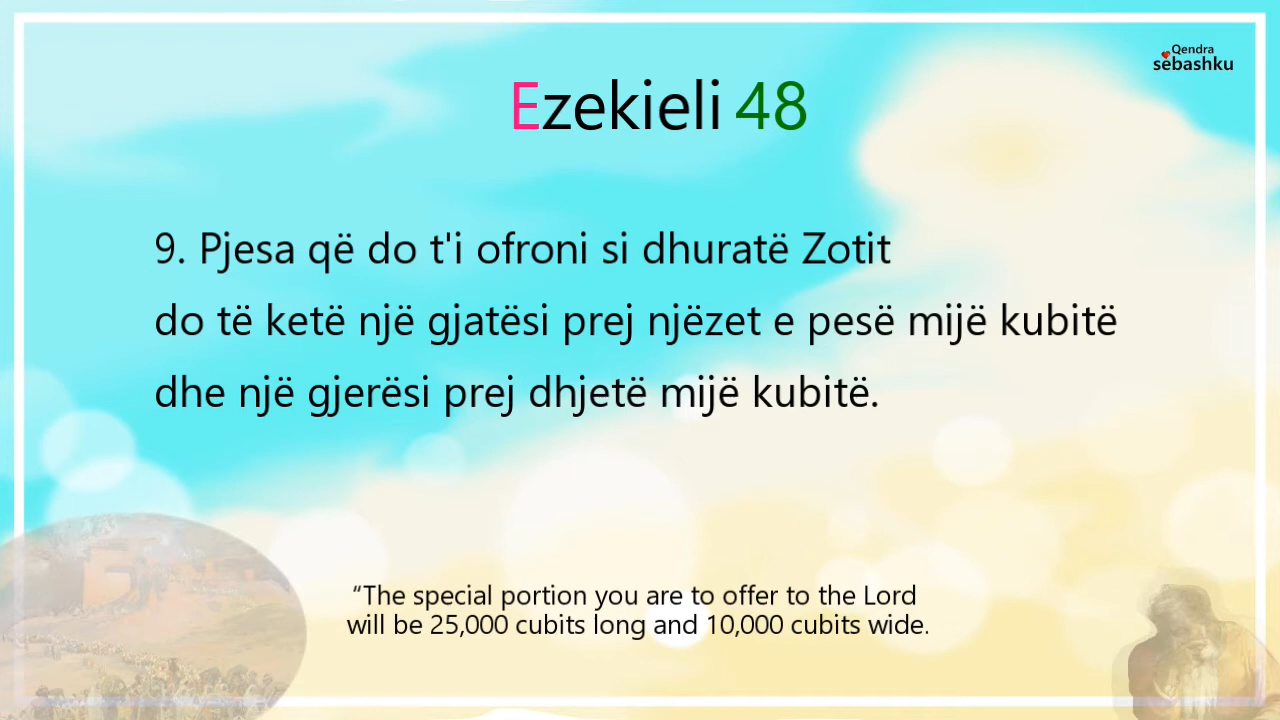 Qendra
sëbashku
Ezekieli 48
9. Pjesa që do t'i ofroni si dhuratë Zotit
do të ketë një gjatësi prej njëzet e pesë mijë kubitë
dhe një gjerësi prej dhjetë mijë kubitë.
“The special portion you are to offer to the Lord
will be 25,000 cubits long and 10,000 cubits wide.